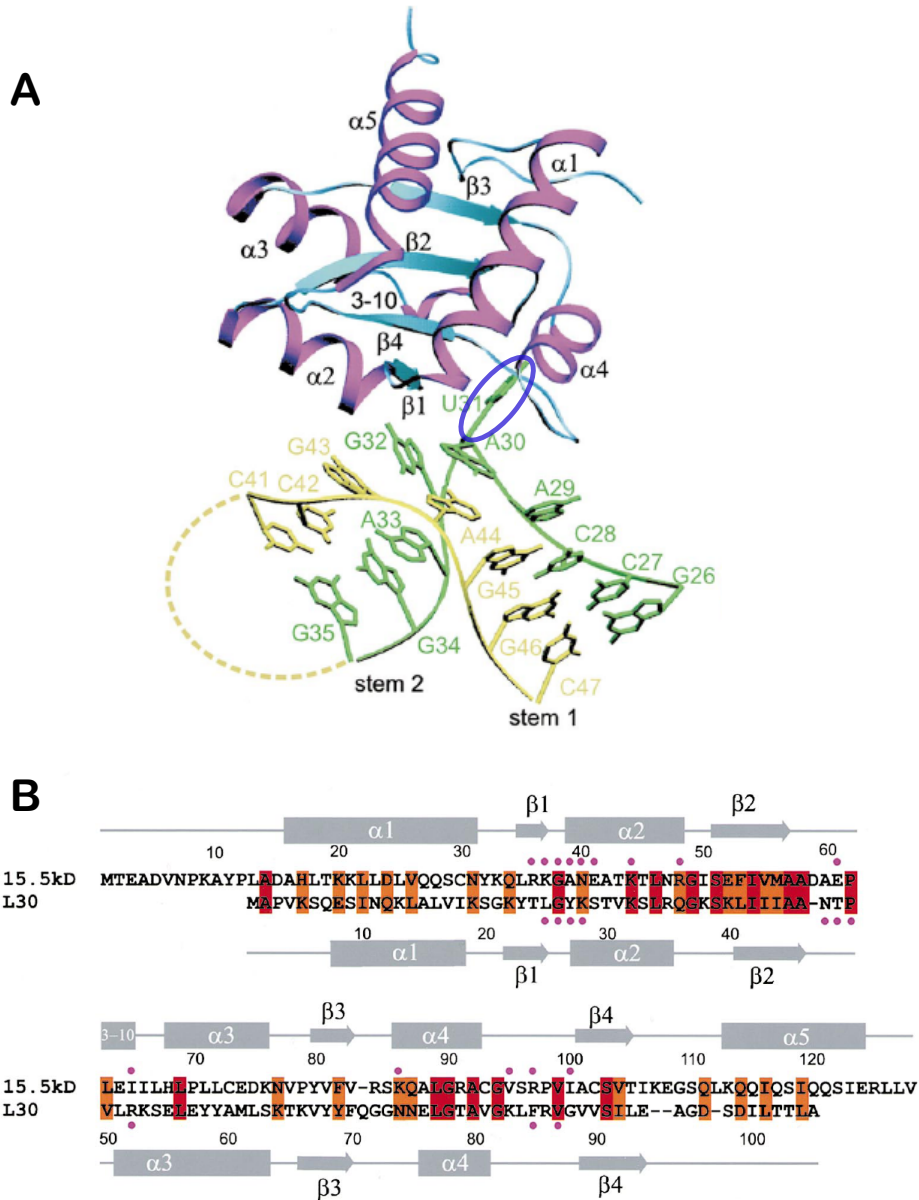 A
α5
α1
β3
α3
β2
3-10
β4
α2
α4
β1
U31
G32
A30
G43
C41
C42
A29
A33
A44
C28
C27
G26
G45
G35
G34
G46
C47
stem 2
stem 1
B
β1
β2
α1
α2
10
20
30
40
50
60
15.5kD
MTEADVNPKAYPLADAHLTKKLLDLVQQSCNYKQLRKGANEATKTLNRGISEFIVMAADAEP
L30
MAPVKSQESINQKLALVIKSGKYTLGYKSTVKSLRQGKSKLIIIAA-NTP
10
20
30
40
α1
β1
α2
β2
β3
β4
3-10
α3
α4
α5
70
80
90
100
110
120
15.5kD
LEIILHLPLLCEDKNVPYVFV-RSKQALGRACGVSRPVIACSVTIKEGSQLKQQIQSIQQSIERLLV
L30
VLRKSELEYYAMLSKTKVYYFQGGNNELGTAVGKLFRVGVVSILE--AGD-SDILTTLA
50
60
70
80
90
100
α3
β3
α4
β4